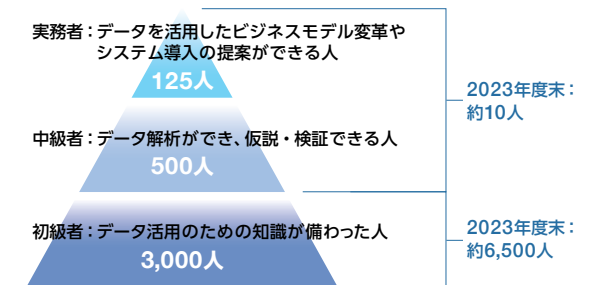 実務者：データを活用したビジネスモデル変革や
システム導入の提案ができる人
125人
2023年度末：
約10人
中級者：データ解析ができ、仮説・検証できる人
500人
初級者：データ活用のための知識が備わった人
3,000人
2023年度末：
約6,500人